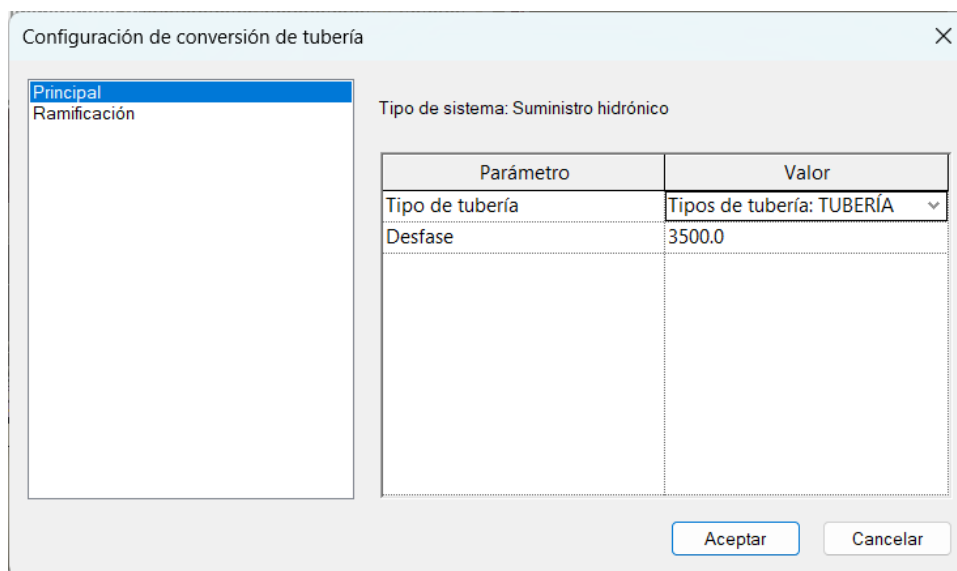 Configuración de conversión de tubería
Principal
Ramificación
Tipo de sistema: Suministro hidrónico
Parámetro Valor
Tipo de tubería Tipos de tubería: TUBERÍA
Desfase 3500.0
Aceptar Cancelar